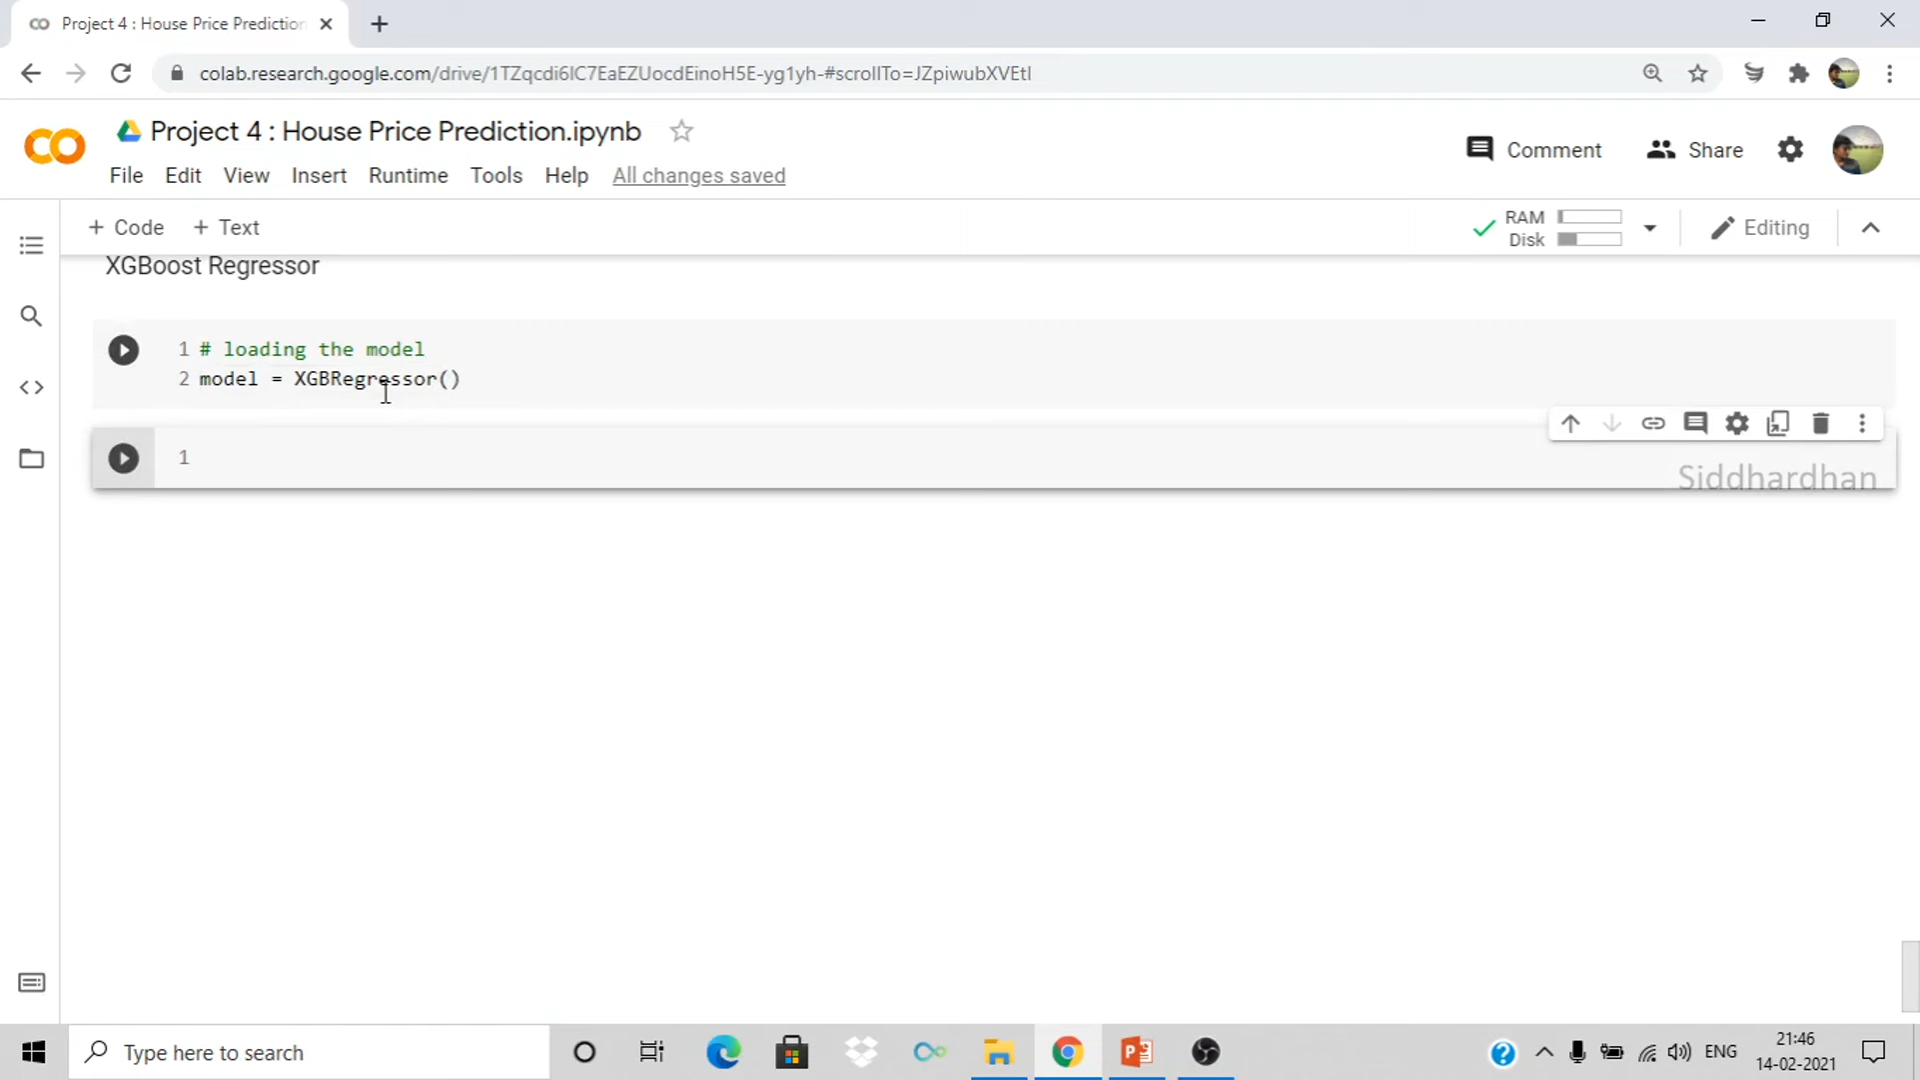 Project 4 : House Price Prediction
colab.research.google.com/drive/1TZqcdi6IC7EaEZUocdEinoH5E-yg1yh-#scrollTo=JZpiwubXVEtI
Project 4 : House Price Prediction.ipynb
Comment
Share
File Edit View Insert Runtime Tools Help All changes saved
+ Code + Text
RAM
Disk
Editing
XGBoost Regressor
1 # loading the model
2 model = XGBRegressor()
1
Siddhardhan
Type here to search
ENG
21:46
14-02-2021